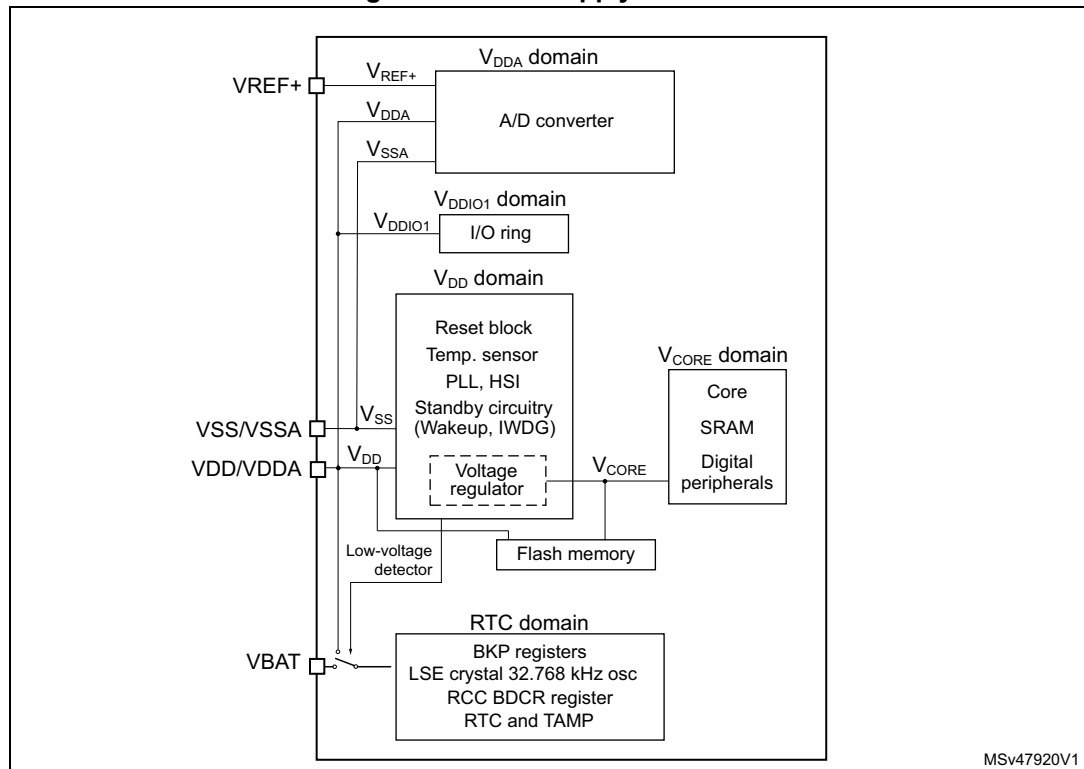 V_DDA domain
VREF+
V_REF+
V_DDA
A/D converter
V_SSA
V_DDIO1 domain
V_DDIO1
I/O ring
V_DD domain
Reset block
Temp. sensor
PLL, HSI
Standby circuitry
(Wakeup, IWDG)
Voltage
regulator
V_CORE domain
Core
SRAM
Digital
peripherals
VSS/VSSA
V_SS
VDD/VDDA
V_DD
V_CORE
Flash memory
Low-voltage
detector
RTC domain
VBAT
BKP registers
LSE crystal 32.768 kHz osc
RCC BDCR register
RTC and TAMP
MSv47920V1